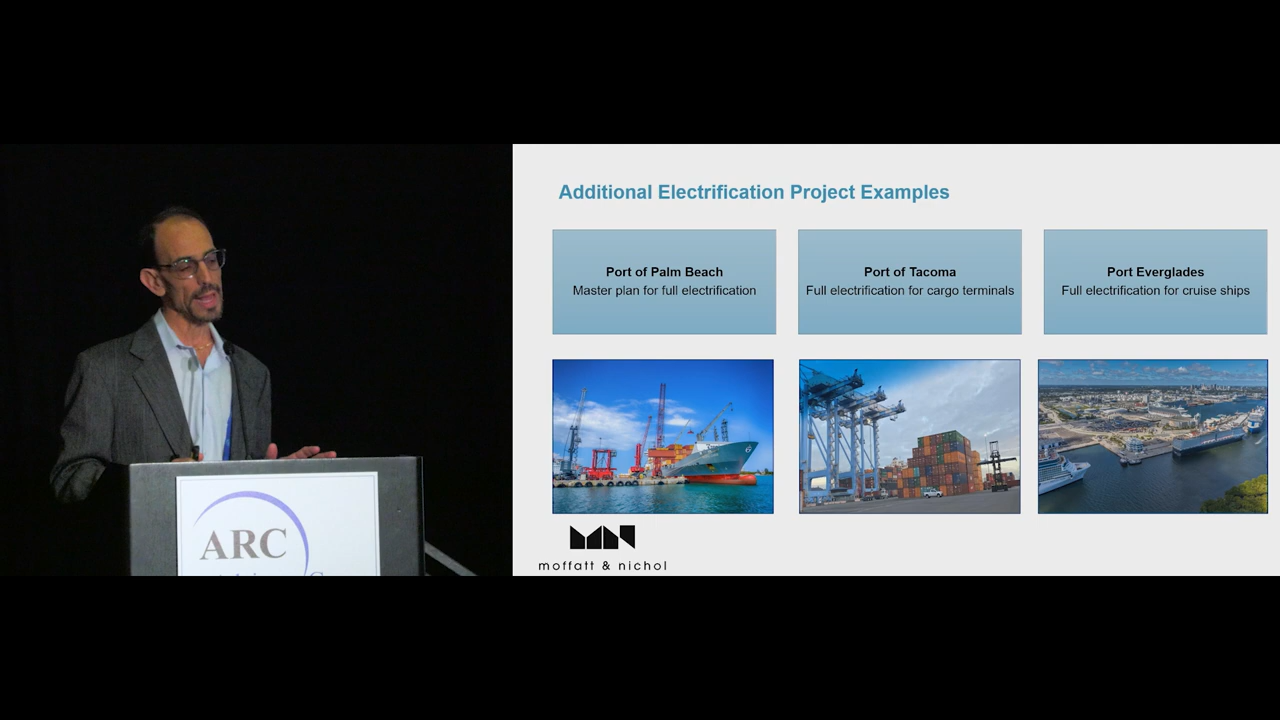 Additional Electrification Project Examples
Port of Palm Beach
Master plan for full electrification
Port of Tacoma
Full electrification for cargo terminals
Port Everglades
Full electrification for cruise ships
moffatt & nichol
ARC